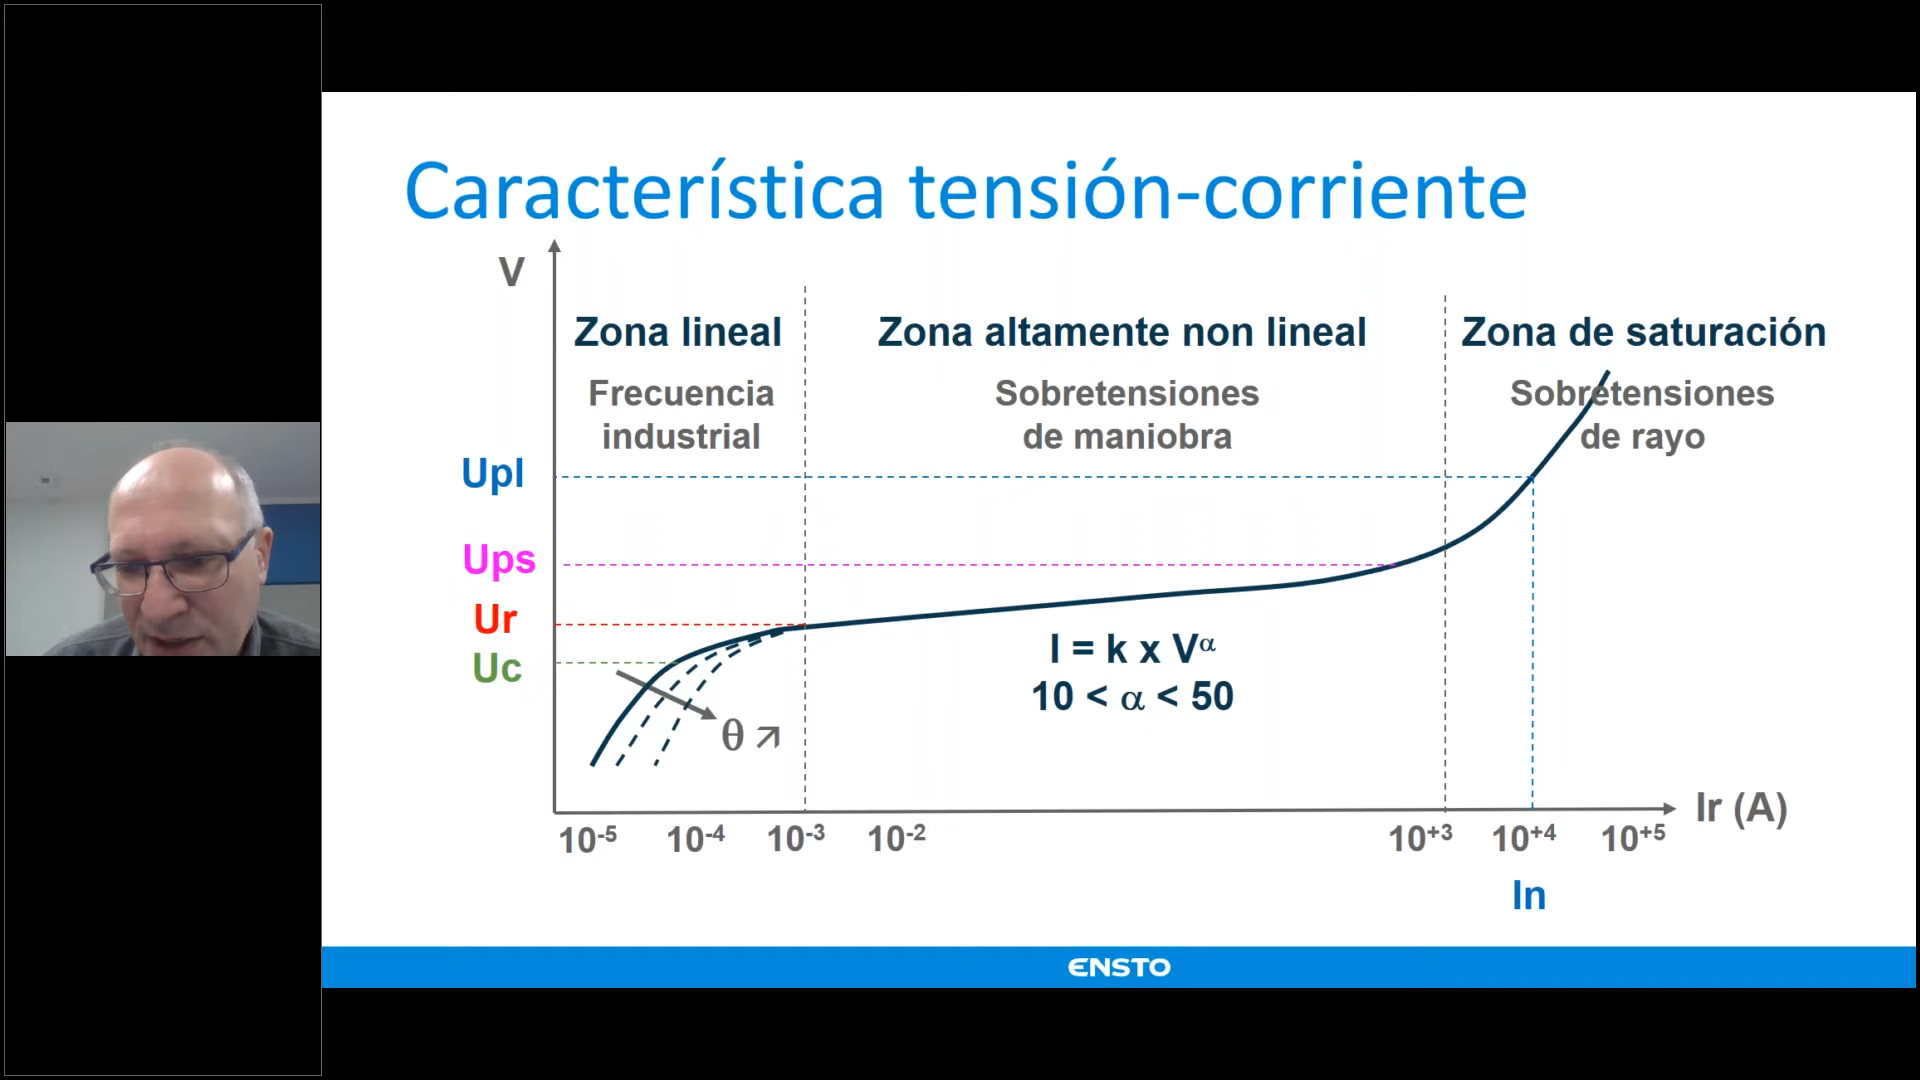 Característica tensión-corriente
V
Zona lineal
Frecuencia
industrial
Zona altamente non lineal
Sobretensiones
de maniobra
Zona de saturación
Sobretensiones
de rayo
Upl
Ups
Ur
Uc
I = k x Vᵅ
10 < α < 50
θ ↗
10⁻⁵ 10⁻⁴ 10⁻³ 10⁻² 10⁺³ 10⁺⁴ 10⁺⁵ Ir (A)
In
ENSTO